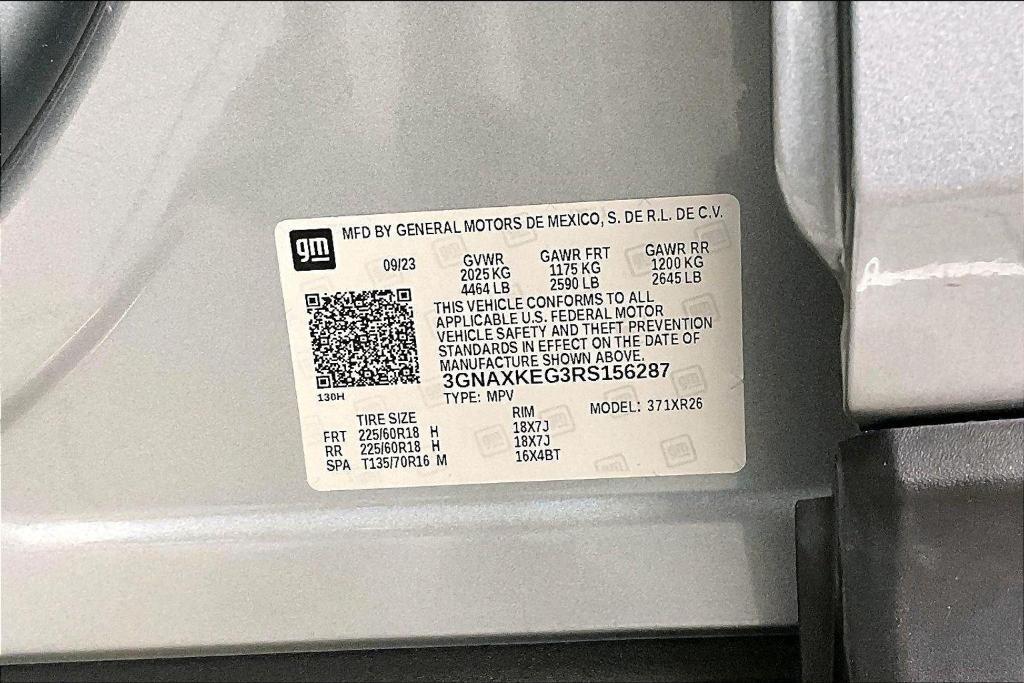 gm MFD BY GENERAL MOTORS DE MEXICO, S. DE R.L. DE C.V.
09/23 GVWR GAWR FRT GAWR RR
2025 KG 1175 KG 1200 KG
4464 LB 2590 LB 2645 LB
THIS VEHICLE CONFORMS TO ALL
APPLICABLE U.S. FEDERAL MOTOR
VEHICLE SAFETY AND THEFT PREVENTION
STANDARDS IN EFFECT ON THE DATE OF
MANUFACTURE SHOWN ABOVE.
3GNAXKEG3RS156287
130H
TYPE: MPV MODEL: 371XR26
TIRE SIZE RIM
FRT 225/60R18 H 18X7J
RR 225/60R18 H 18X7J
SPA T135/70R16 M 16X4BT